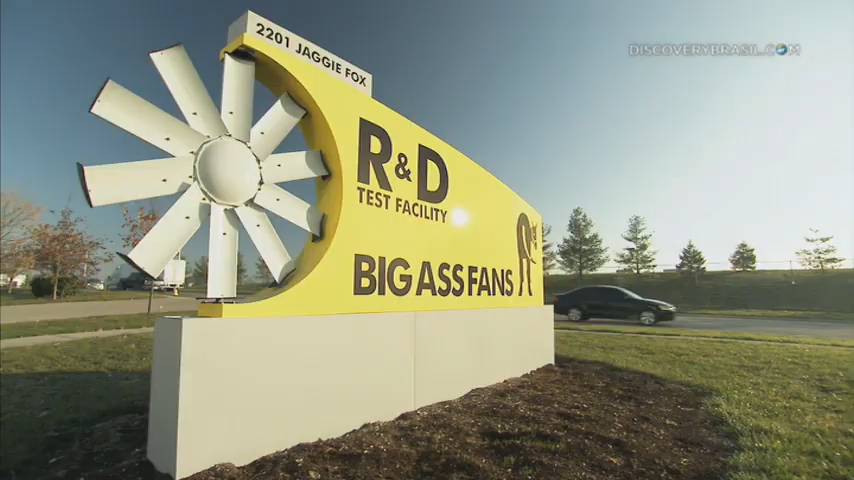 DISCOVERYBRASIL.COM
2201 JAGGIE FOX
R&D
TEST FACILITY
BIG ASS FANS